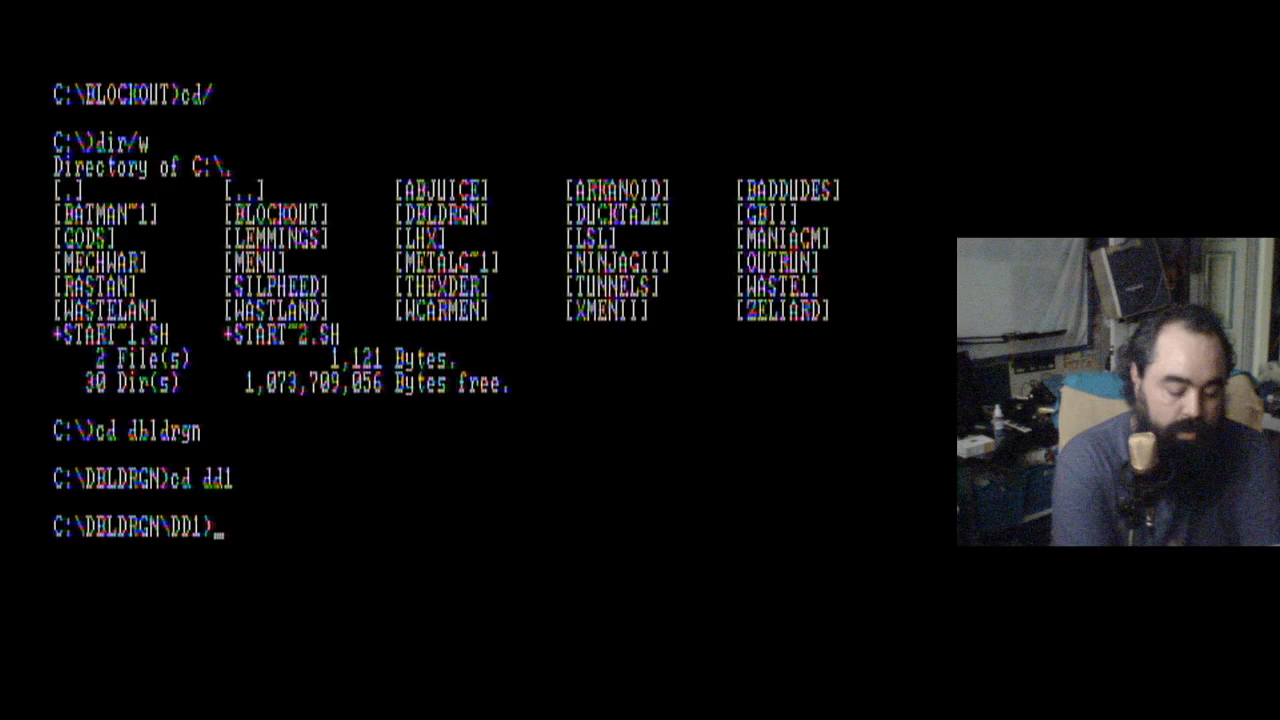 C:\BLOCKOUT>cd/
C:\>dir/w
Directory of C:\.
[.] [..] [ABJUICE] [ARKANOID] [BADDUDES]
[BATMAN~1] [BLOCKOUT] [DBLDRGN] [DUCKTALE] [GBII]
[GODS] [LEMMINGS] [LHX] [LSL] [MANIACM]
[MECHWAR] [MENU] [METALG~1] [NINJAGII] [OUTRUN]
[RASTAN] [SILPHEED] [THEXDER] [TUNNELS] [WASTE1]
[WASTELAN] [WASTLAND] [WCARMEN] [XMENII] [ZELIARD]
+START~1.SH +START~2.SH
2 File(s) 1,121 Bytes.
30 Dir(s) 1,073,709,056 Bytes free.
C:\>cd dbldrgn
C:\DBLDRGN>cd dd1
C:\DBLDRGN\DD1>_